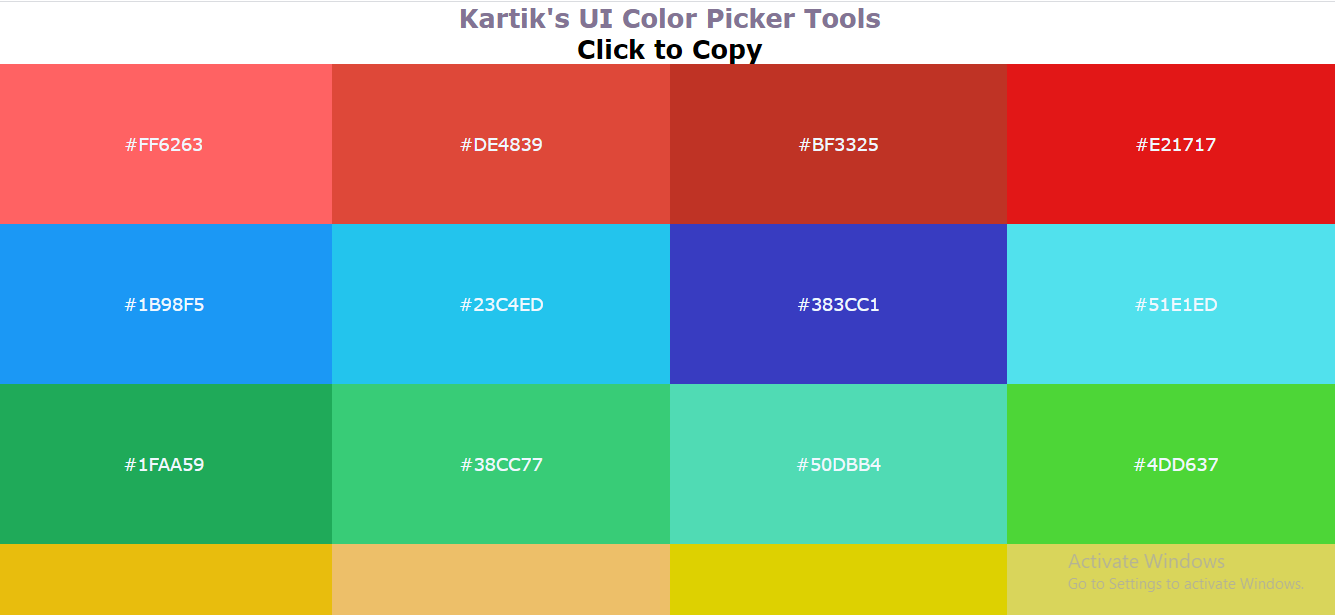 Kartik's UI Color Picker Tools
Click to Copy
#FF6263 #DE4839 #BF3325 #E21717
#1B98F5 #23C4ED #383CC1 #51E1ED
#1FAA59 #38CC77 #50DBB4 #4DD637
Activate Windows
Go to Settings to activate Windows.